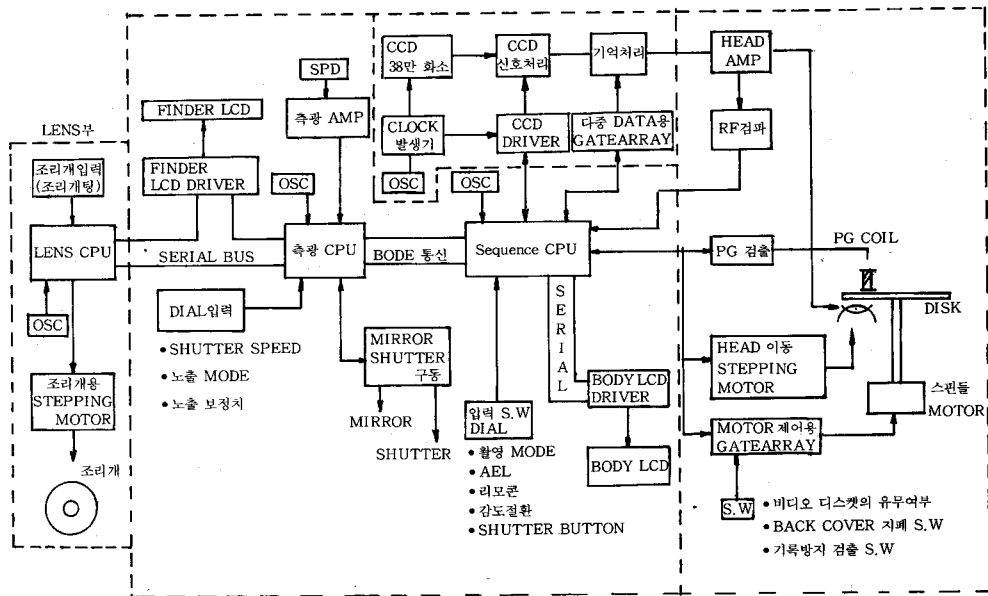 LENS부
조리개입력
(조리개링)
LENS CPU
OSC
조리개용
STEPPING
MOTOR
조리개
FINDER LCD
FINDER
LCD DRIVER
SERIAL BUS
SPD
측광 AMP
OSC
측광 CPU
BODE 통신
DIAL입력
• SHUTTER SPEED
• 노출 MODE
• 노출 보정치
MIRROR
SHUTTER
구동
MIRROR
SHUTTER
CCD
38만 화소
CCD
신호처리
기억처리
CLOCK
발생기
CCD
DRIVER
다중 DATA용
GATEARRAY
OSC
OSC
Sequence CPU
SERIAL
입력 S.W
DIAL
• 촬영 MODE
• AEL
• 리모콘
• 감도절환
• SHUTTER BUTTON
BODY LCD
DRIVER
BODY LCD
HEAD
AMP
RF검파
PG 검출
PG COIL
DISK
HEAD 이동
STEPPING
MOTOR
스핀들
MOTOR
MOTOR 제어용
GATEARRAY
S.W
• 비디오 디스켓의 유무여부
• BACK COVER 지폐 S.W
• 기록방지 검출 S.W